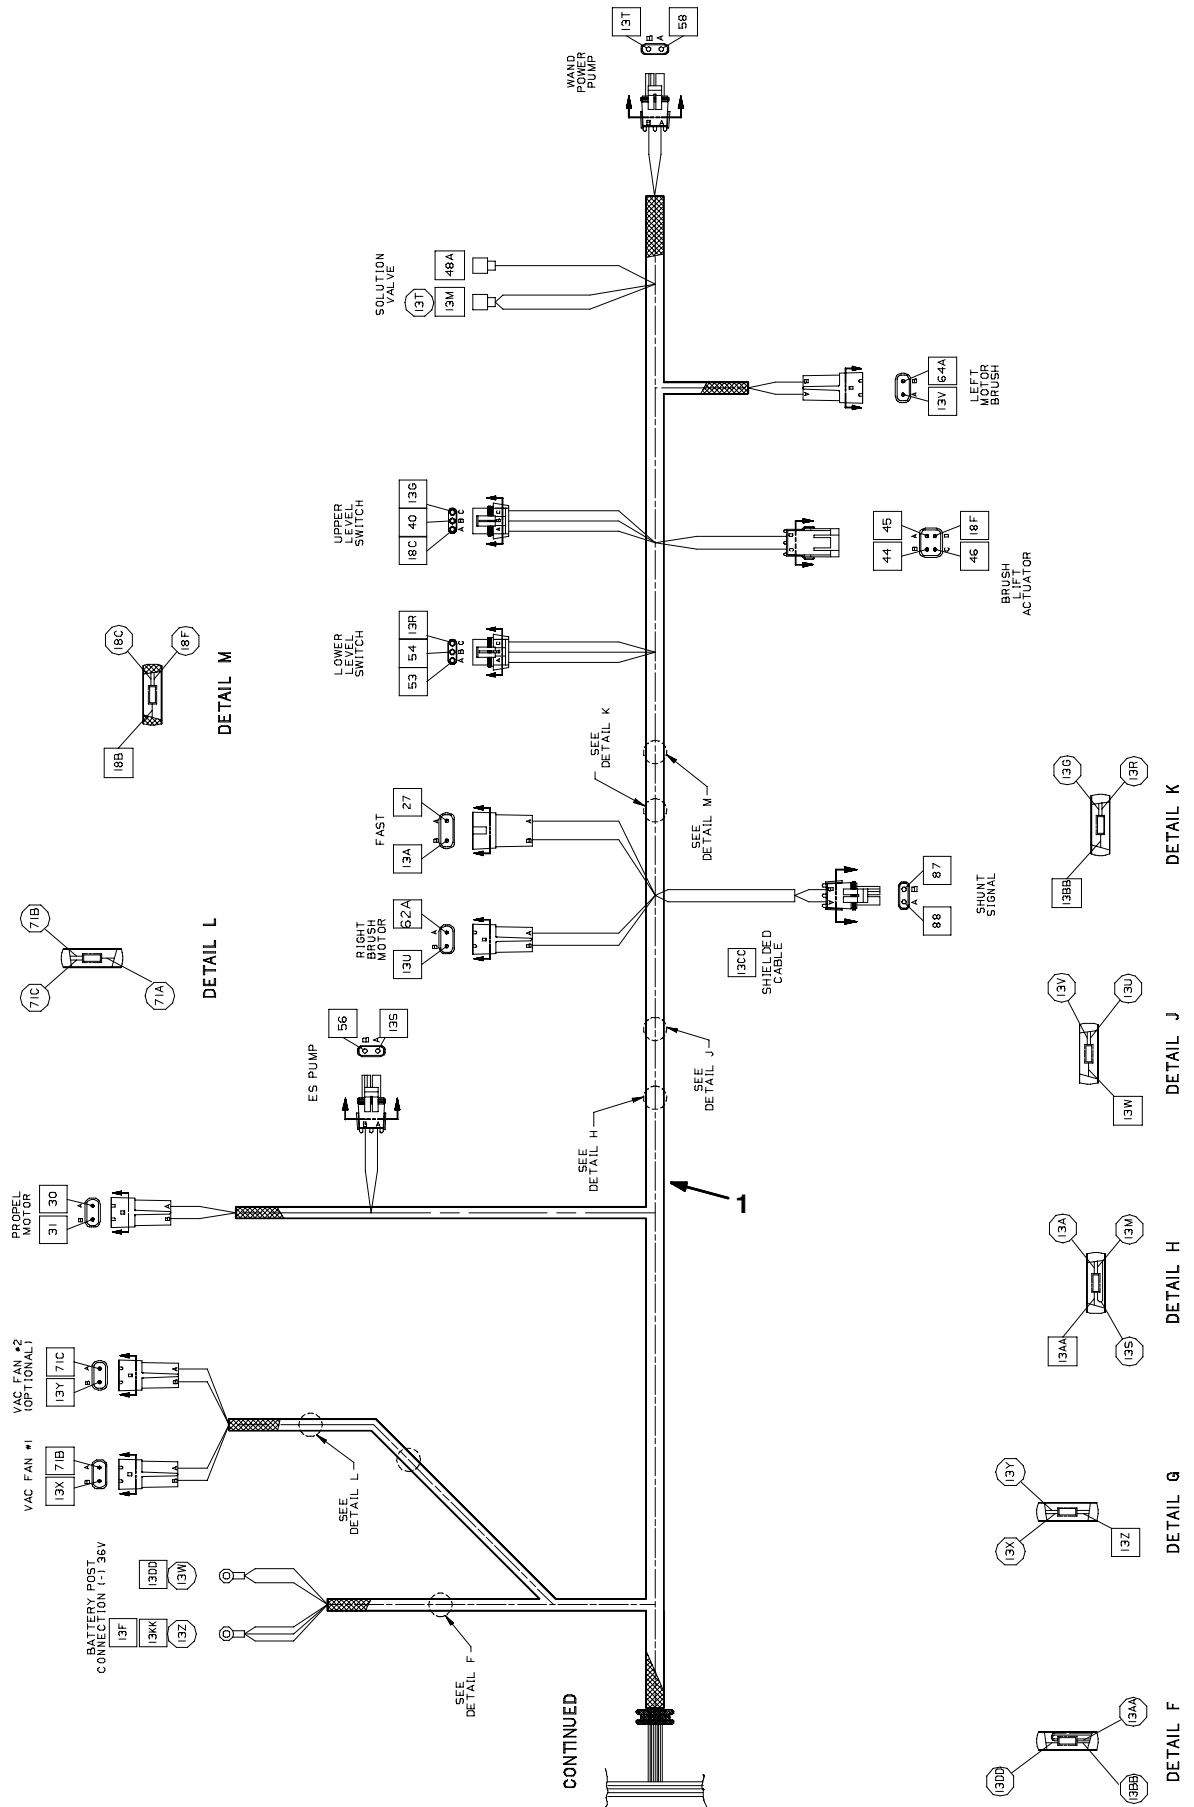 WAND
POWER
PUMP
13T
58
B
A
B
A
SOLUTION
VALVE
13T
13M
48A
LEFT
MOTOR
BRUSH
13V
64A
A
B
A
B
UPPER
LEVEL
SWITCH
18C
40
13G
A B C
A B C
BRUSH
LIFT
ACTUATOR
44
45
46
18F
B
A
C
D
LOWER
LEVEL
SWITCH
53
54
13R
A B C
A B C
18C
18F
18B
DETAIL M
SEE
DETAIL K
SEE
DETAIL M
FAST
13A
27
B
A
B
A
RIGHT
BRUSH
MOTOR
13U
62A
B
A
B
A
13CC
SHIELDED
CABLE
SHUNT
SIGNAL
88
87
A
B
A
B
71B
71C
71A
DETAIL L
13G
13R
13BB
DETAIL K
ES PUMP
56
13S
B
A
B
A
SEE
DETAIL J
SEE
DETAIL H
13V
13U
13W
DETAIL J
PROPEL
MOTOR
31
30
B
A
B
A
1
13A
13M
13AA
13S
DETAIL H
VAC FAN #2
(OPTIONAL)
13Y
71C
B
A
B
A
VAC FAN #1
13X
71B
B
A
B
A
SEE
DETAIL L
13Y
13X
13Z
DETAIL G
BATTERY POST
CONNECTION (-) 36V
13F
13KK
13Z
13DD
13W
SEE
DETAIL F
CONTINUED
13DD
13AA
13BB
DETAIL F